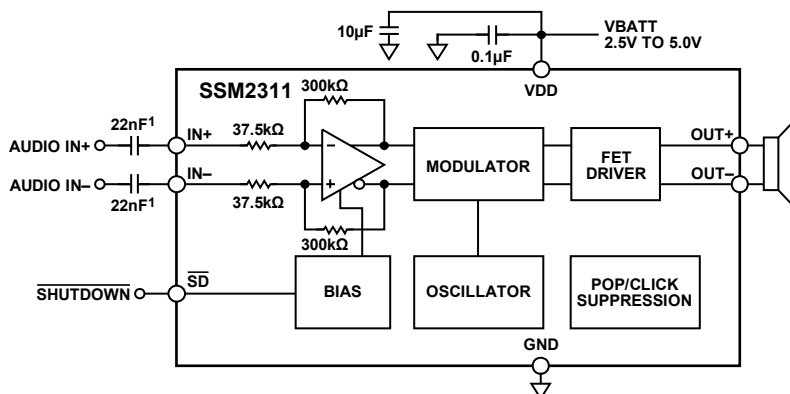 10µF
0.1µF
VBATT
2.5V TO 5.0V
VDD
SSM2311
300kΩ
22nF¹
IN+
37.5kΩ
AUDIO IN+
−
MODULATOR
FET
DRIVER
OUT+
AUDIO IN–
IN–
+
OUT–
22nF¹
37.5kΩ
300kΩ
SHUTDOWN
SD
BIAS
OSCILLATOR
POP/CLICK
SUPPRESSION
GND